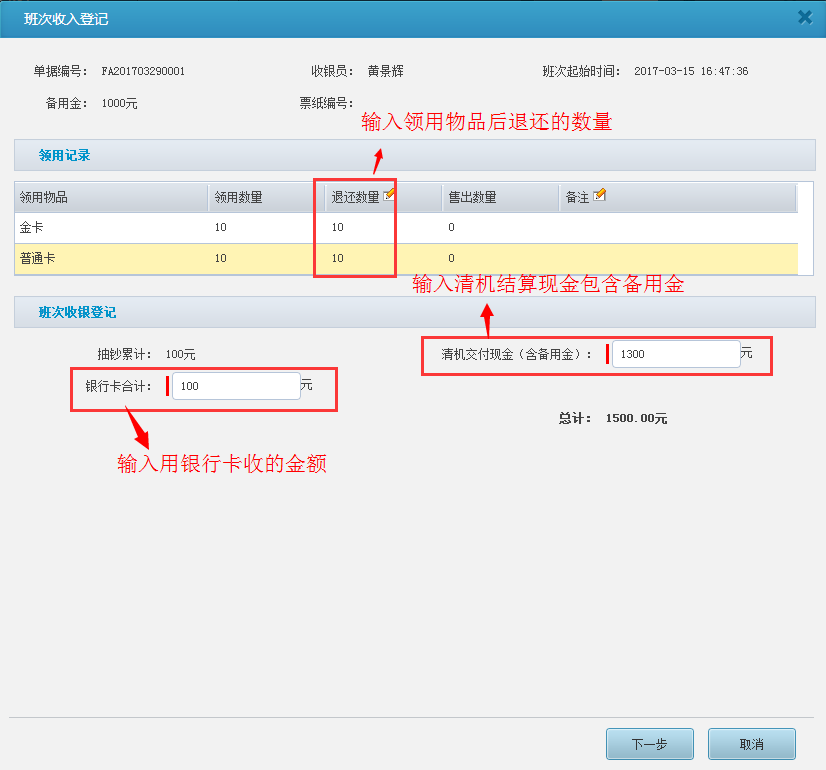 班次收入登记
单据编号： FA201703290001 收银员： 黄景辉 班次起始时间： 2017-03-15 16:47:36
备用金： 1000元 票纸编号：
输入领用物品后退还的数量
领用记录
领用物品 领用数量 退还数量 售出数量 备注
金卡 10 10 0
普通卡 10 10 0
输入清机结算现金包含备用金
班次收银登记
抽钞累计： 100元 清机交付现金（含备用金）： 1300 元
银行卡合计： 100 元
总计： 1500.00元
输入用银行卡收的金额
下一步 取消